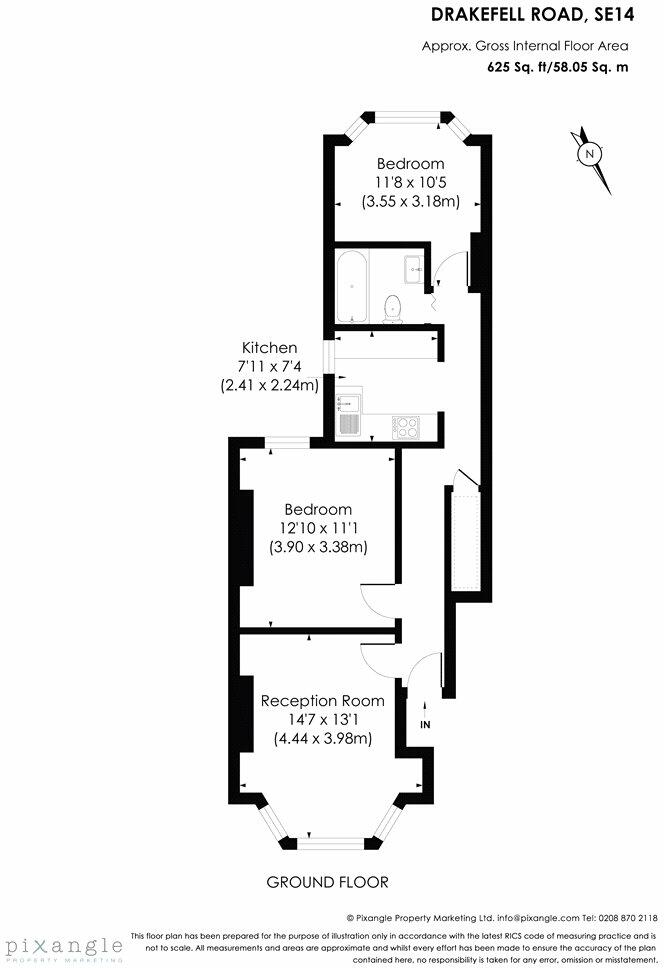 DRAKEFELL ROAD, SE14
Approx. Gross Internal Floor Area
625 Sq. ft/58.05 Sq. m
N
Bedroom
11'8 x 10'5
(3.55 x 3.18m)
Kitchen
7'11 x 7'4
(2.41 x 2.24m)
Bedroom
12'10 x 11'1
(3.90 x 3.38m)
Reception Room
14'7 x 13'1
(4.44 x 3.98m)
IN
GROUND FLOOR
© Pixangle Property Marketing Ltd. info@pixangle.com Tel: 0208 870 2118
pixangle
PROPERTY MARKETING
This floor plan has been prepared for the purpose of illustration only in accordance with the latest RICS code of measuring practice and is
not to scale. All measurements and areas are approximate and whilst every effort has been made to ensure the accuracy of the plan
contained here, no responsibility is taken for any error, omission or misstatement.